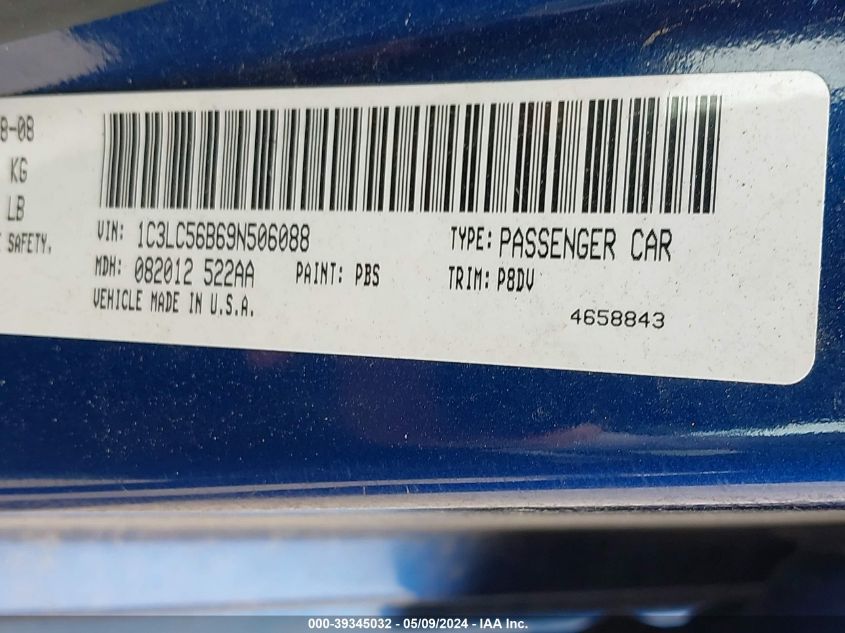 8-08
KG
LB
SAFETY.
VIN: 1C3LC56B69N506088 TYPE: PASSENGER CAR
MDH: 082012 522AA PAINT: PBS TRIM: P8DV
VEHICLE MADE IN U.S.A.
4658843
000-39345032 - 05/09/2024 - IAA Inc.